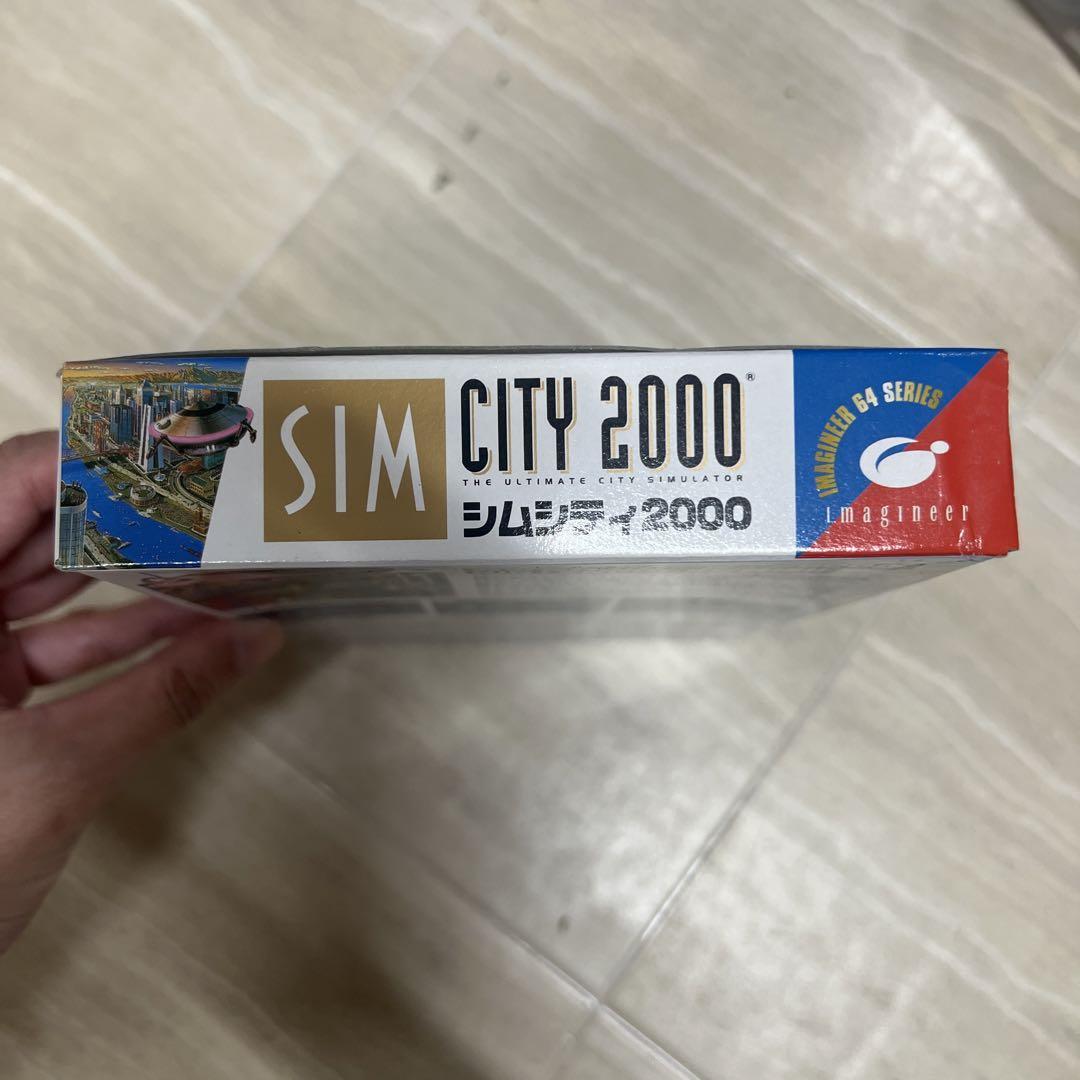 SIM
CITY 2000®
THE ULTIMATE CITY SIMULATOR
シムシティ2000
IMAGINEER 64 SERIES
imagineer